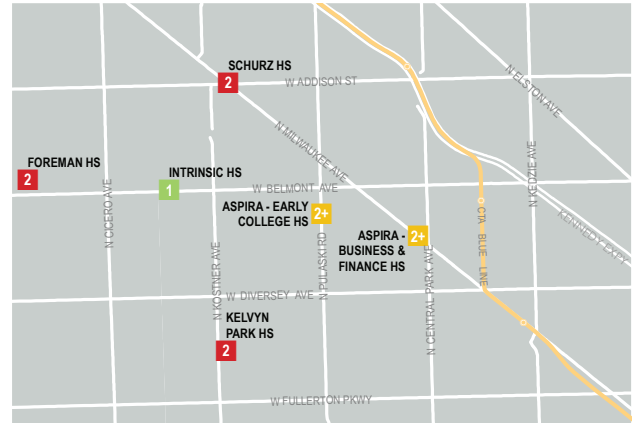 SCHURZ HS
2
W ADDISON ST
N ELSTON AVE
N MILWAUKEE AVE
FOREMAN HS
2
INTRINSIC HS
1
W BELMONT AVE
N KEDZIE AVE
N CICERO AVE
ASPIRA - EARLY
COLLEGE HS
2+
ASPIRA -
BUSINESS &
FINANCE HS
2+
CTA BLUE LINE
KENNEDY EXPY
N KOSTNER AVE
N PULASKI RD
N CENTRAL PARK AVE
W DIVERSEY AVE
KELVYN
PARK HS
2
W FULLERTON PKWY